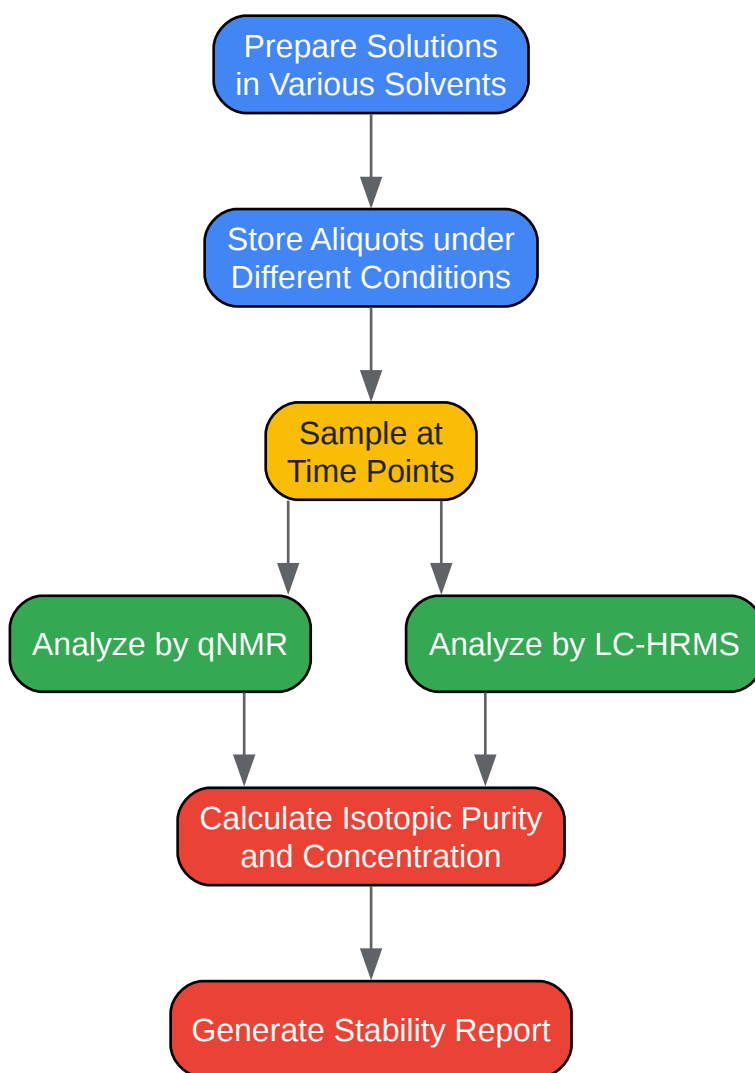 Prepare Solutions
in Various Solvents
Store Aliquots under
Different Conditions
Sample at
Time Points
Analyze by qNMR
Analyze by LC-HRMS
Calculate Isotopic Purity
and Concentration
Generate Stability Report